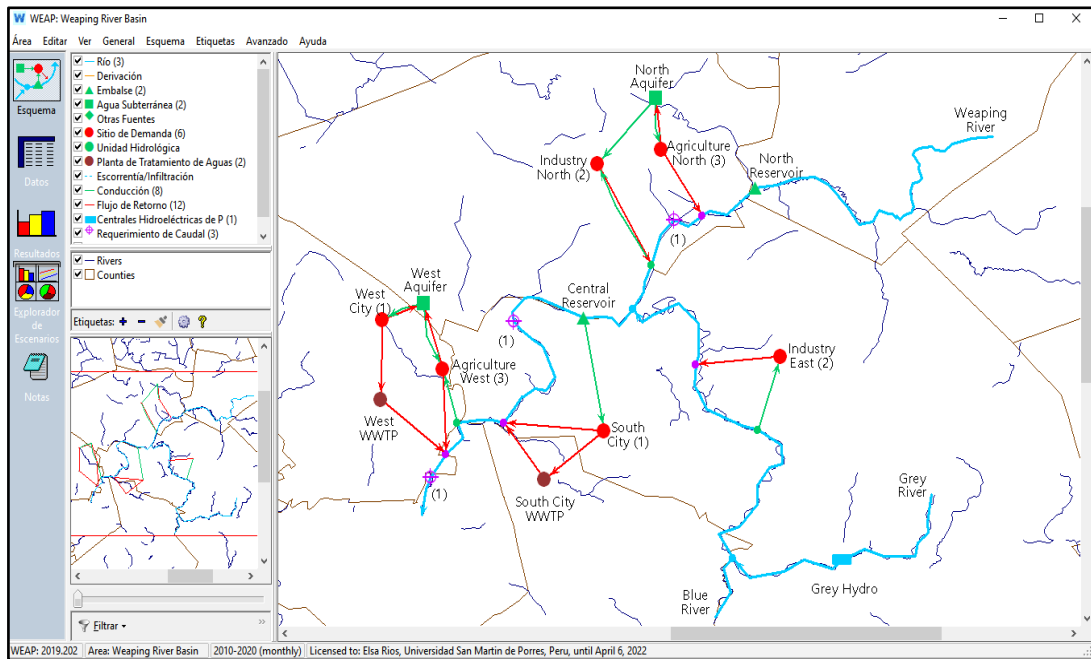 W WEAP: Weaping River Basin
Área Editar Ver General Esquema Etiquetas Avanzado Ayuda
Esquema
Datos
Resultados
Explorador
de
Escenarios
Notas
Río (3)
Derivación
Embalse (2)
Agua Subterránea (2)
Otras Fuentes
Sitio de Demanda (6)
Unidad Hidrológica
Planta de Tratamiento de Aguas (2)
Escorrentía/Infiltración
Conducción (8)
Flujo de Retorno (12)
Centrales Hidroeléctricas de P (1)
Requerimiento de Caudal (3)
Rivers
Counties
Etiquetas: + - ?
Filtrar
North
Aquifer
Weaping
River
Industry
North (2)
Agriculture
North (3)
North
Reservoir
(1)
West
Aquifer
West
City (1)
Central
Reservoir
(1)
Agriculture
West (3)
Industry
East (2)
West
WWTP
South
City (1)
(1)
South City
WWTP
Grey
River
Grey Hydro
Blue
River
WEAP: 2019.202 Area: Weaping River Basin 2010-2020 (monthly) Licensed to: Elsa Rios, Universidad San Martin de Porres, Peru, until April 6, 2022